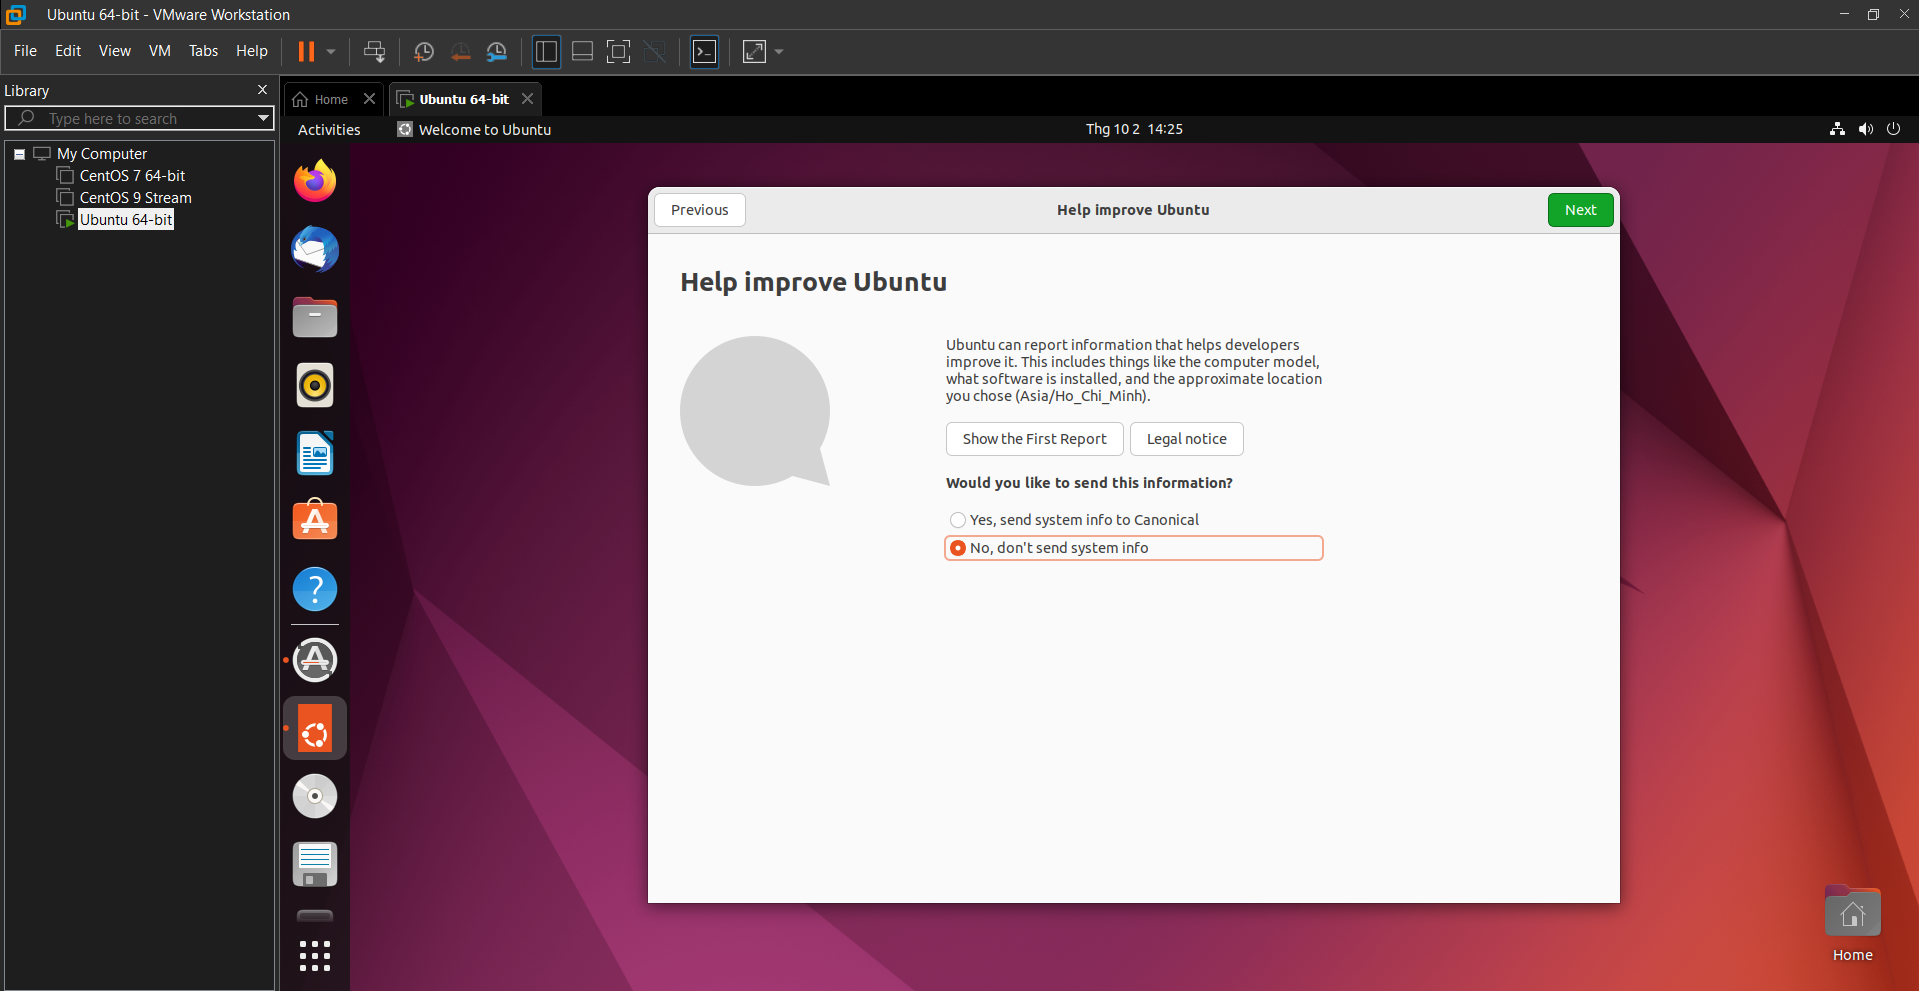 Ubuntu 64-bit - VMware Workstation
File Edit View VM Tabs Help
Library
Type here to search
My Computer
CentOS 7 64-bit
CentOS 9 Stream
Ubuntu 64-bit
Home
Ubuntu 64-bit
Activities
Welcome to Ubuntu
Thg 10 2 14:25
Previous
Help improve Ubuntu
Next
Help improve Ubuntu
Ubuntu can report information that helps developers
improve it. This includes things like the computer model,
what software is installed, and the approximate location
you chose (Asia/Ho_Chi_Minh).
Show the First Report
Legal notice
Would you like to send this information?
Yes, send system info to Canonical
No, don't send system info
Home